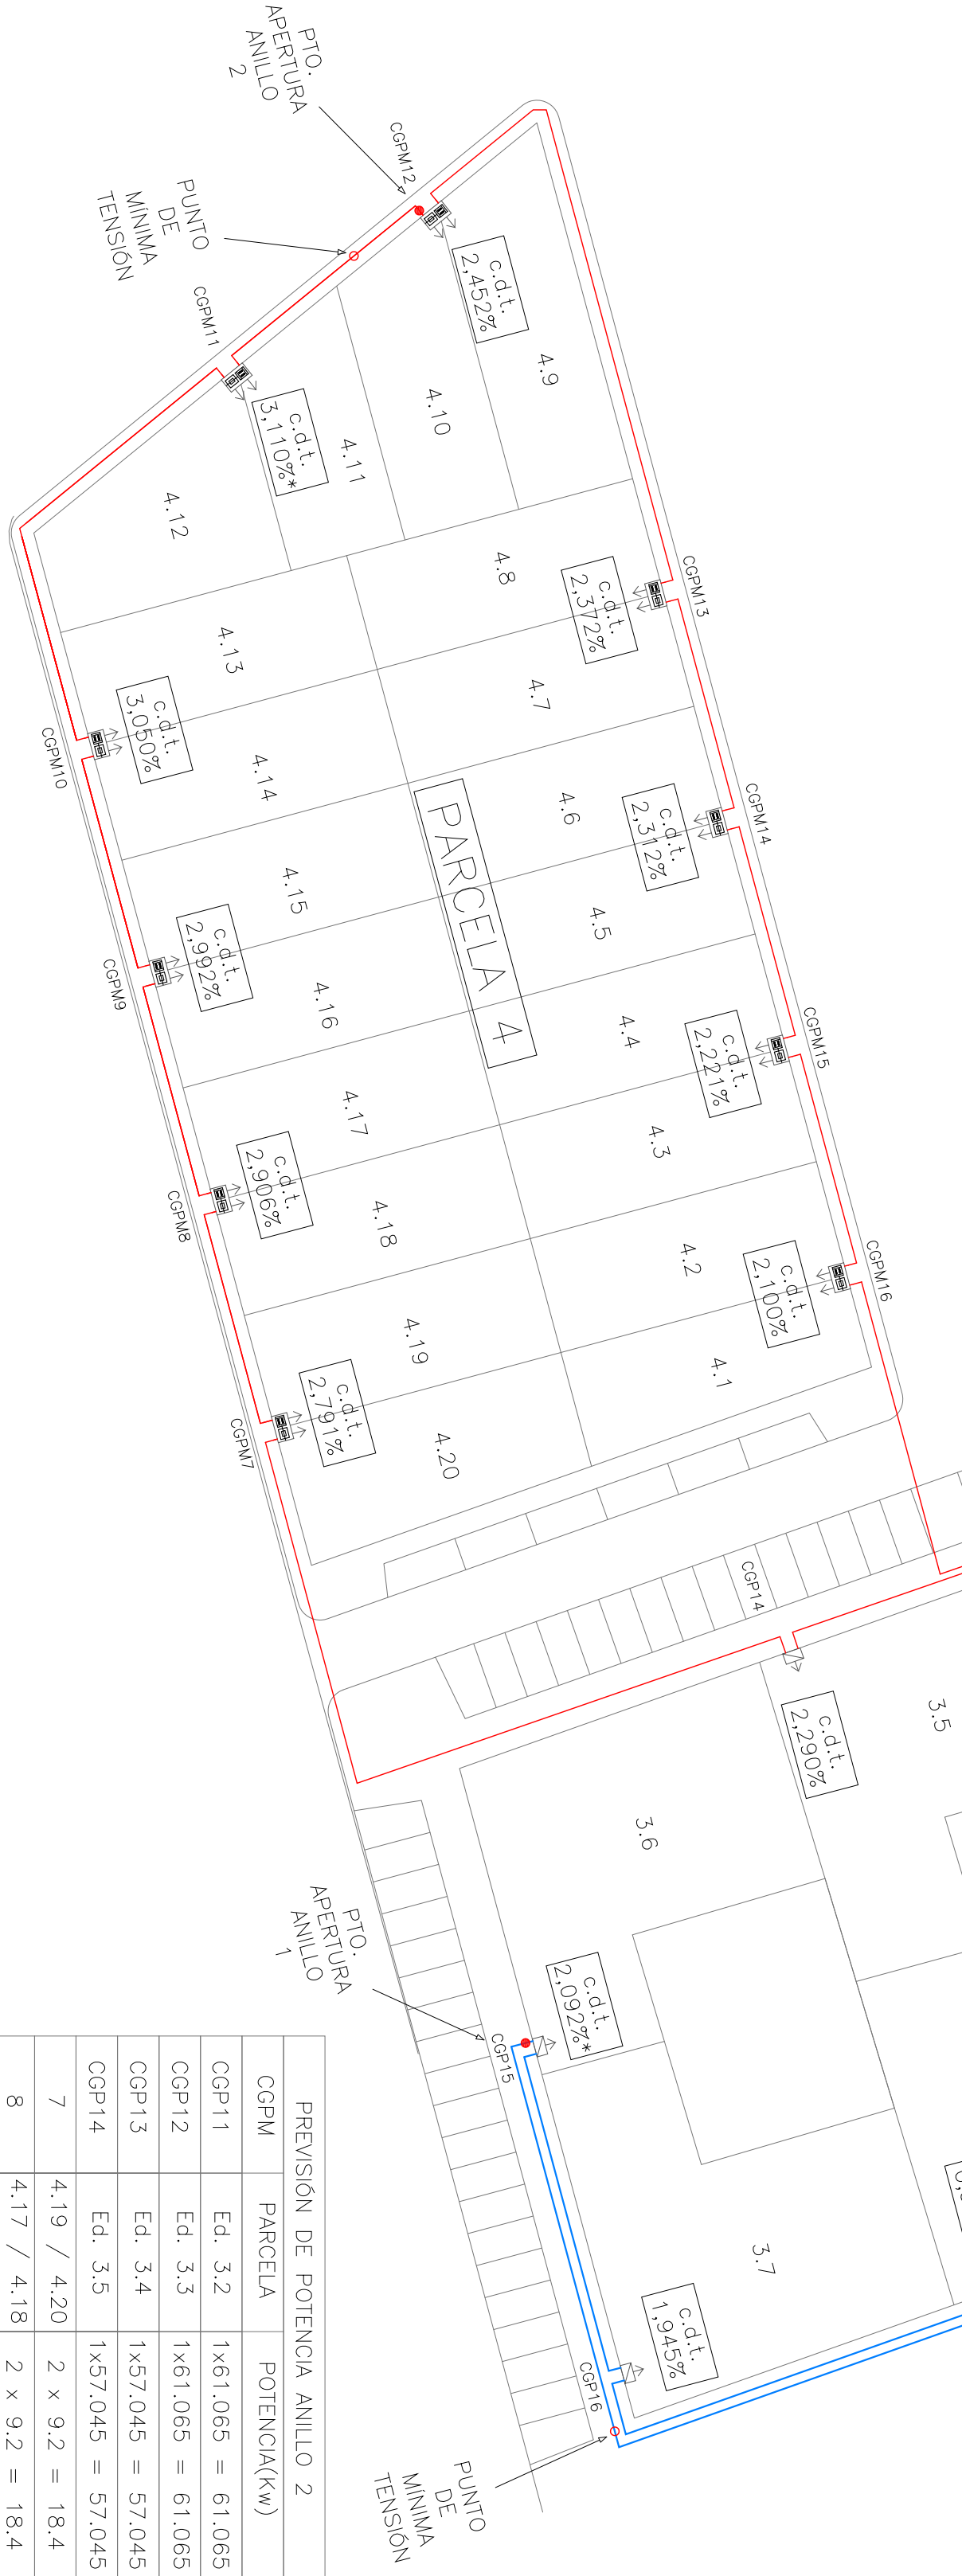 PTO.
APERTURA
ANILLO
2
CGPM12
PUNTO
DE
MÍNIMA
TENSIÓN
CGPM11
c.d.t.
2,452%
4.9
4.10
4.11
c.d.t.
3,110%*
4.12
4.8
c.d.t.
2,372%
CGPM13
4.13
4.7
c.d.t.
3,050%
CGPM10
4.14
4.6
c.d.t.
2,312%
CGPM14
PARCELA 4
4.15
4.5
c.d.t.
2,992%
CGPM9
4.16
4.4
c.d.t.
2,221%
CGPM15
4.17
4.3
c.d.t.
2,906%
CGPM8
4.18
4.2
c.d.t.
2,100%
CGPM16
4.19
4.1
c.d.t.
2,791%
CGPM7
4.20
CGP14
c.d.t.
2,290%
3.5
3.6
PTO.
APERTURA
ANILLO
1
c.d.t.
2,092%*
CGP15
3.7
c.d.t.
1,945%
CGP16
PUNTO
DE
MÍNIMA
TENSIÓN
PREVISIÓN DE POTENCIA ANILLO 2
CGPM PARCELA POTENCIA(Kw)
CGP11 Ed. 3.2 1x61.065 = 61.065
CGP12 Ed. 3.3 1x61.065 = 61.065
CGP13 Ed. 3.4 1x57.045 = 57.045
CGP14 Ed. 3.5 1x57.045 = 57.045
7 4.19 / 4.20 2 x 9.2 = 18.4
8 4.17 / 4.18 2 x 9.2 = 18.4